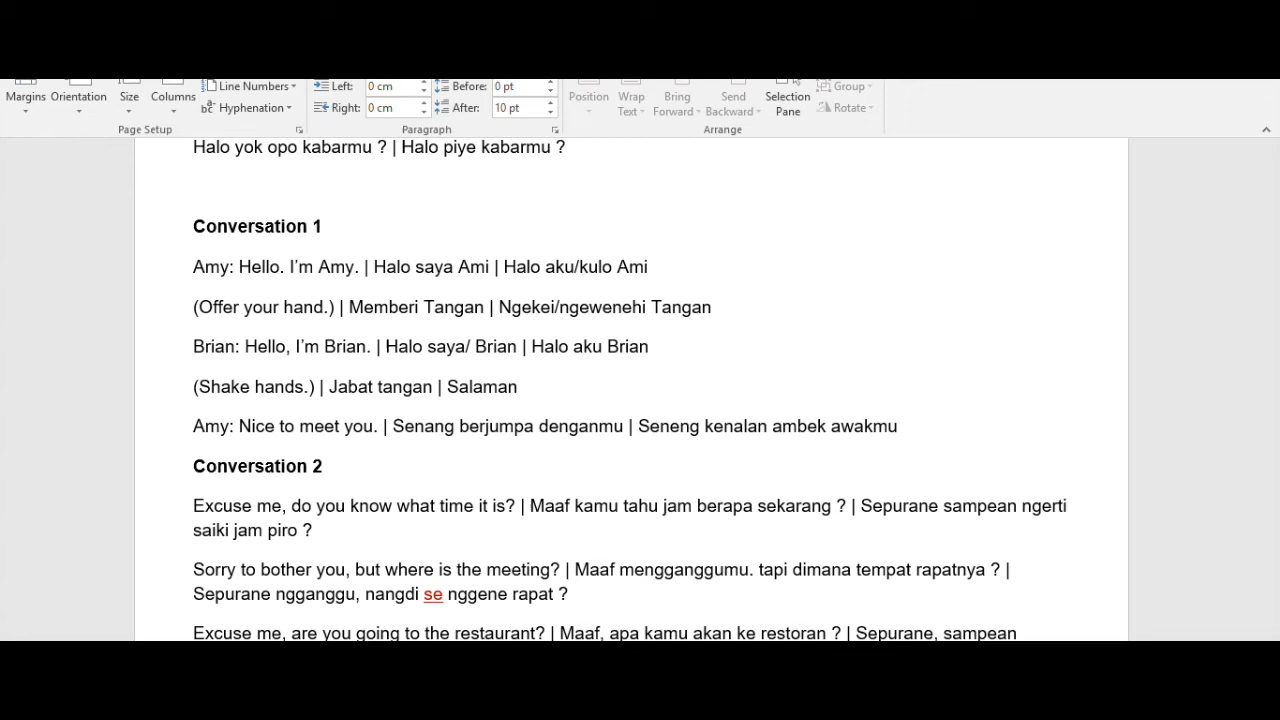 Line Numbers
Left: 0 cm
Before: 0 pt
Group
Margins Orientation Size Columns
Hyphenation
Right: 0 cm
After: 10 pt
Position Wrap Text Bring Forward Send Backward Selection Pane
Rotate
Page Setup
Paragraph
Arrange
Halo yok opo kabarmu ? | Halo piye kabarmu ?
Conversation 1
Amy: Hello. I’m Amy. | Halo saya Ami | Halo aku/kulo Ami
(Offer your hand.) | Memberi Tangan | Ngekei/ngewenehi Tangan
Brian: Hello, I’m Brian. | Halo saya/ Brian | Halo aku Brian
(Shake hands.) | Jabat tangan | Salaman
Amy: Nice to meet you. | Senang berjumpa denganmu | Seneng kenalan ambek awakmu
Conversation 2
Excuse me, do you know what time it is? | Maaf kamu tahu jam berapa sekarang ? | Sepurane sampean ngerti
saiki jam piro ?
Sorry to bother you, but where is the meeting? | Maaf mengganggumu. tapi dimana tempat rapatnya ? |
Sepurane ngganggu, nangdi se nggene rapat ?
Excuse me, are you going to the restaurant? | Maaf, apa kamu akan ke restoran ? | Sepurane, sampean